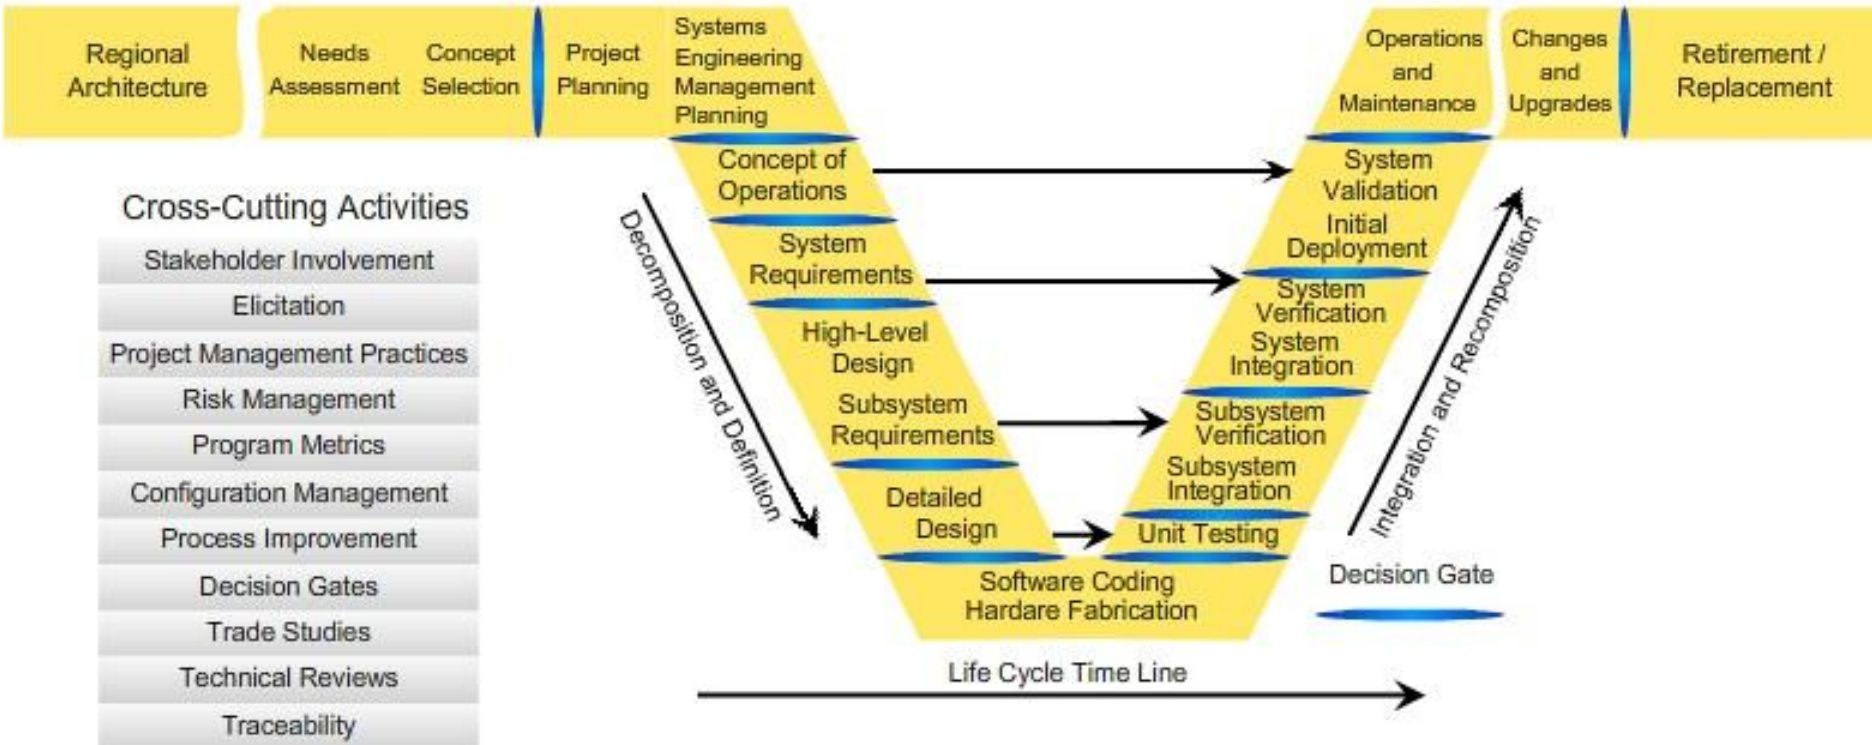 Regional
Architecture
Needs
Assessment
Concept
Selection
Project
Planning
Systems
Engineering
Management
Planning
Operations
and
Maintenance
Changes
and
Upgrades
Retirement /
Replacement
Cross-Cutting Activities
Stakeholder Involvement
Elicitation
Project Management Practices
Risk Management
Program Metrics
Configuration Management
Process Improvement
Decision Gates
Trade Studies
Technical Reviews
Traceability
Decomposition and Definition
Concept of
Operations
System
Requirements
High-Level
Design
Subsystem
Requirements
Detailed
Design
Software Coding
Hardare Fabrication
System
Validation
Initial
Deployment
System
Verification
System
Integration
Subsystem
Verification
Subsystem
Integration
Unit Testing
Integration and Recomposition
Decision Gate
Life Cycle Time Line